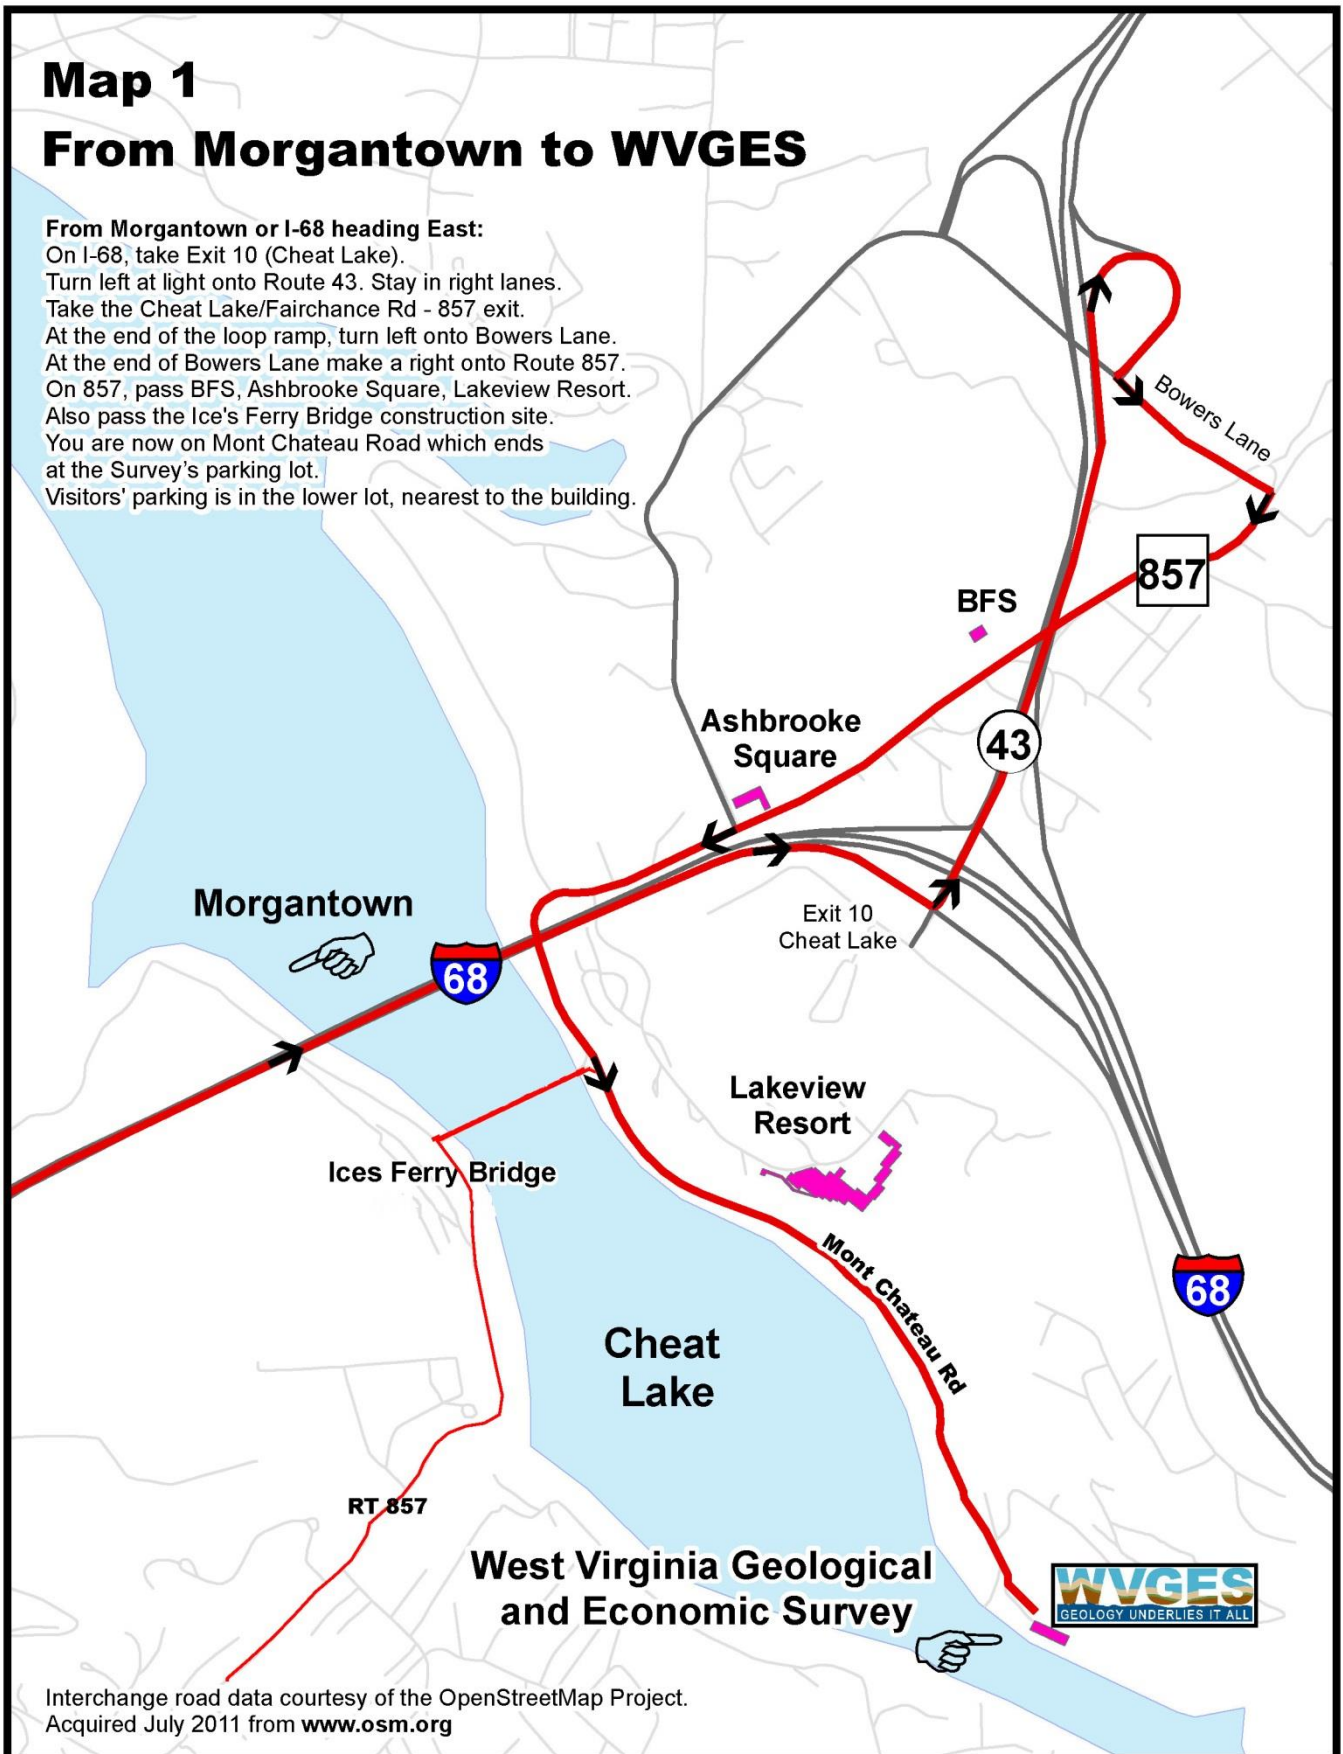 Map 1
From Morgantown to WVGES
From Morgantown or I-68 heading East:
On I-68, take Exit 10 (Cheat Lake).
Turn left at light onto Route 43. Stay in right lanes.
Take the Cheat Lake/Fairchance Rd - 857 exit.
At the end of the loop ramp, turn left onto Bowers Lane.
At the end of Bowers Lane make a right onto Route 857.
On 857, pass BFS, Ashbrooke Square, Lakeview Resort.
Also pass the Ice's Ferry Bridge construction site.
You are now on Mont Chateau Road which ends
at the Survey's parking lot.
Visitors' parking is in the lower lot, nearest to the building.
Bowers Lane
857
BFS
Ashbrooke
Square
43
Morgantown
68
Exit 10
Cheat Lake
Lakeview
Resort
Ices Ferry Bridge
Mont Chateau Rd
68
Cheat
Lake
RT 857
West Virginia Geological
and Economic Survey
WVGES
GEOLOGY UNDERLIES IT ALL
Interchange road data courtesy of the OpenStreetMap Project.
Acquired July 2011 from www.osm.org